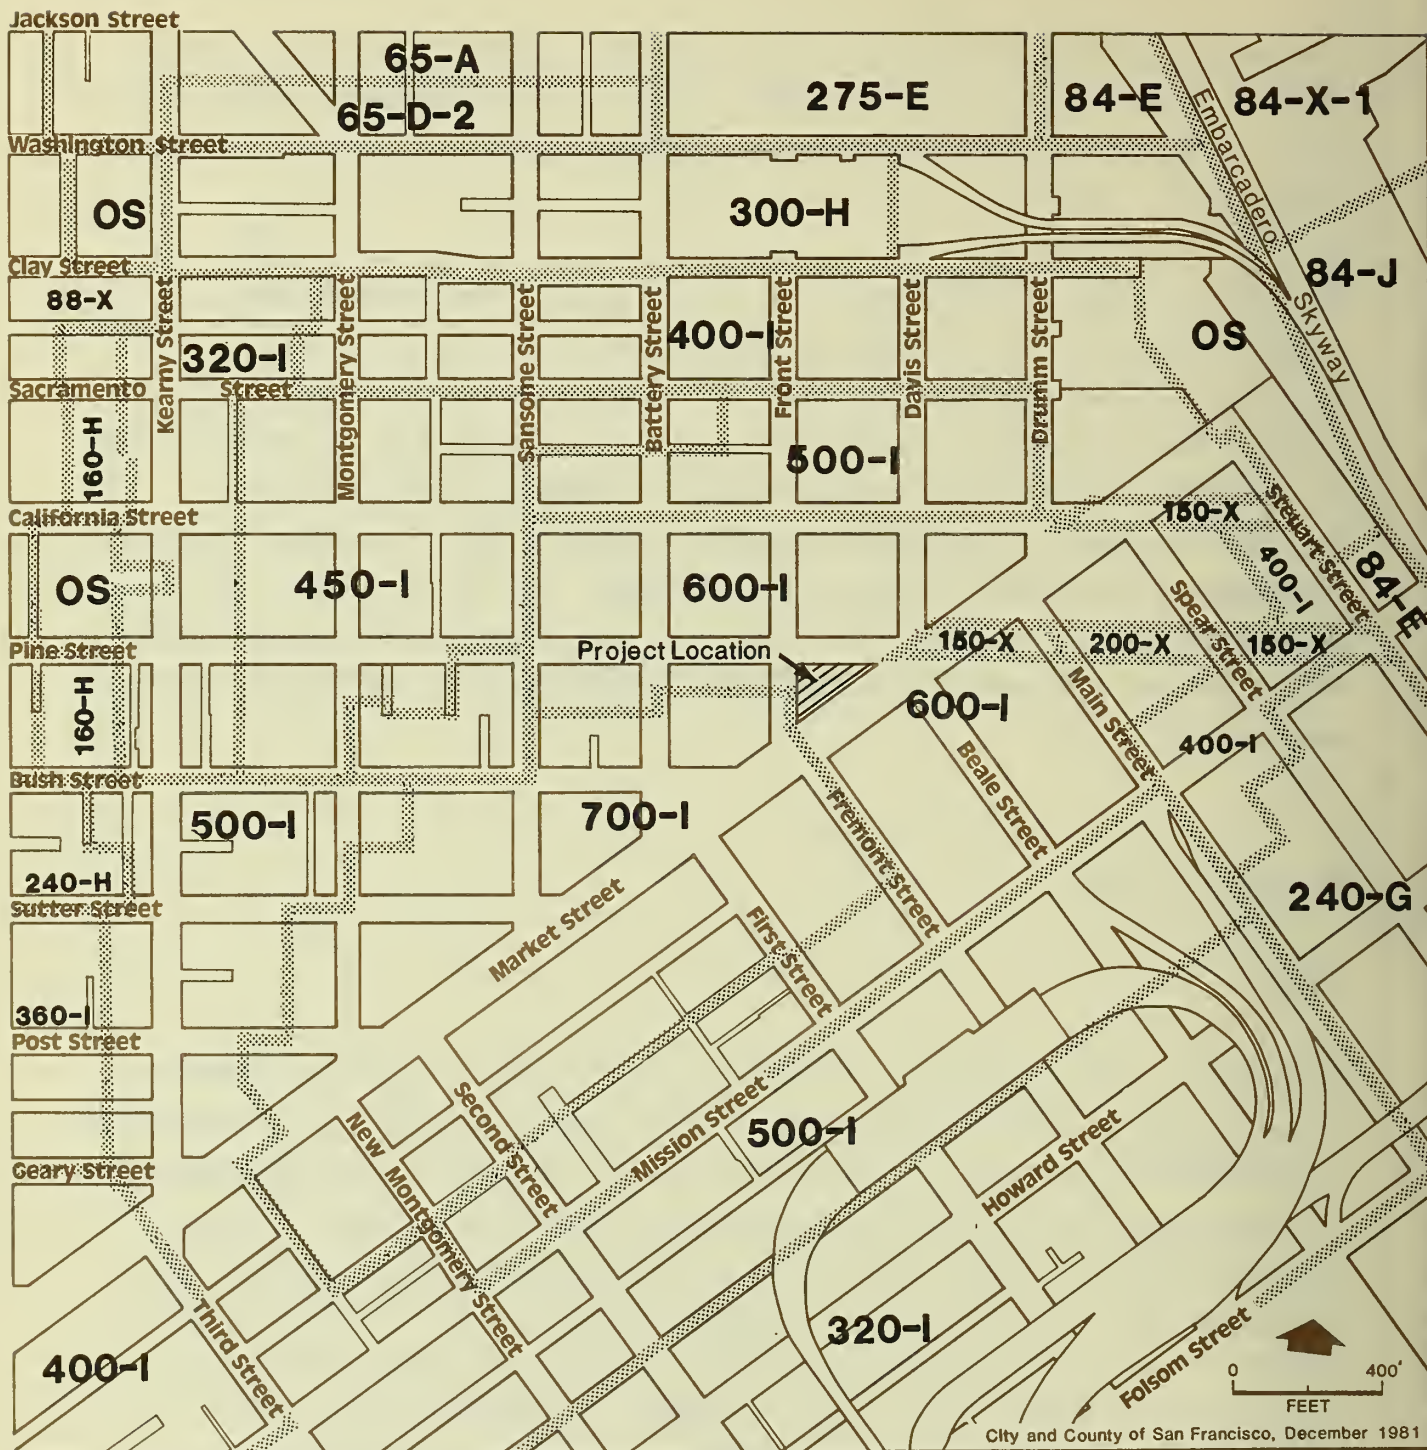 Jackson Street
65-A
275-E
84-E
84-X-1
65-D-2
Washington Street
Embarcadero
Skyway
OS
300-H
Clay Street
84-J
88-X
Kearny Street
Montgomery Street
Sansome Street
Battery Street
Front Street
Davis Street
Drumm Street
320-I
400-I
OS
Sacramento Street
160-H
500-I
California Street
150-X
Steuart Street
OS
450-I
600-I
400-I
84-E
Spear Street
Pine Street
Project Location
150-X
200-X
150-X
160-H
600-I
Main Street
400-I
Bush Street
500-I
700-I
Fremont Street
Beale Street
240-H
240-G
Sutter Street
Market Street
First Street
360-I
Post Street
Second Street
New Montgomery Street
Mission Street
500-I
Howard Street
Geary Street
Third Street
320-I
400-I
Folsom Street
0 400'
FEET
City and County of San Francisco, December 1981